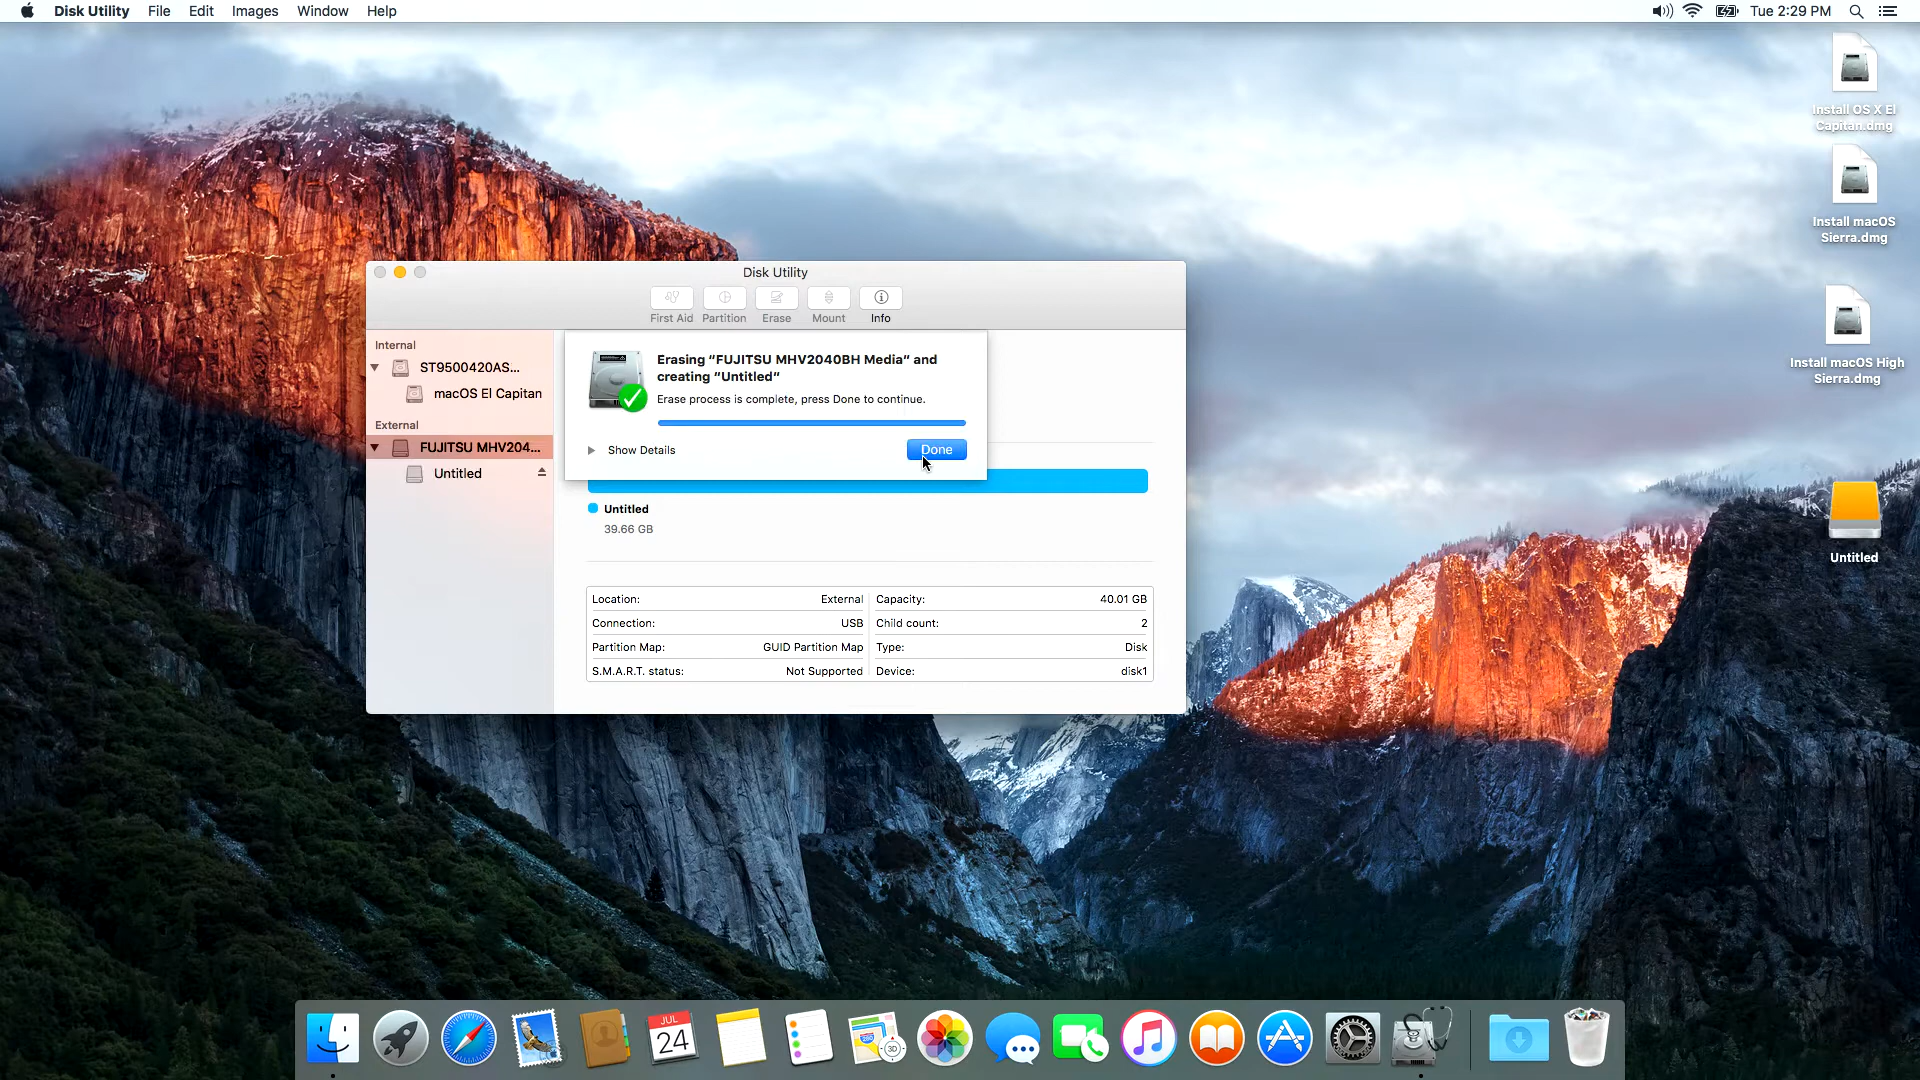 Disk Utility File Edit Images Window Help
Tue 2:29 PM
Install OS X El
Capitan.dmg
Install macOS
Sierra.dmg
Install macOS High
Sierra.dmg
Untitled
Disk Utility
First Aid Partition Erase Mount Info
Internal
ST9500420AS...
macOS El Capitan
External
FUJITSU MHV204...
Untitled
Erasing “FUJITSU MHV2040BH Media” and
creating “Untitled”
Erase process is complete, press Done to continue.
Show Details
Done
Untitled
39.66 GB
Location: External Capacity: 40.01 GB
Connection: USB Child count: 2
Partition Map: GUID Partition Map Type: Disk
S.M.A.R.T. status: Not Supported Device: disk1
JUL
24
3D